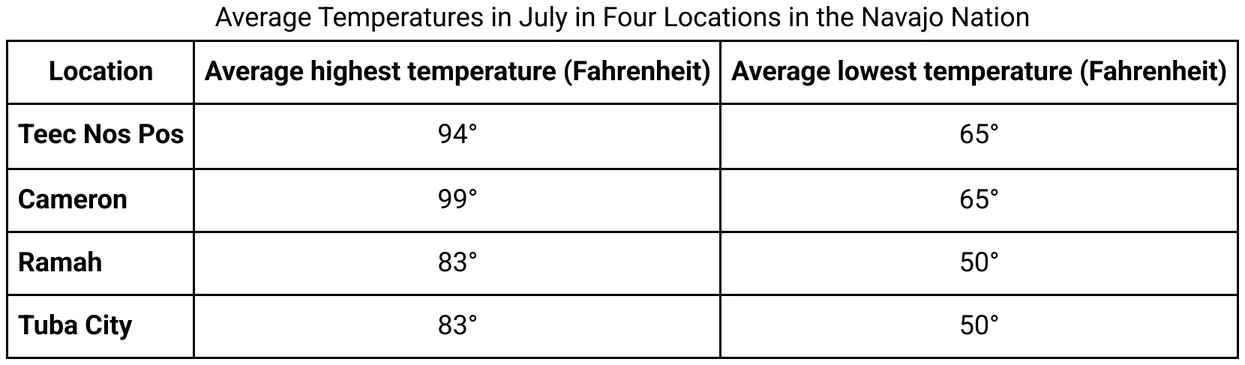 Average Temperatures in July in Four Locations in the Navajo Nation
Location Average highest temperature (Fahrenheit) Average lowest temperature (Fahrenheit)
Teec Nos Pos 94° 65°
Cameron 99° 65°
Ramah 83° 50°
Tuba City 83° 50°